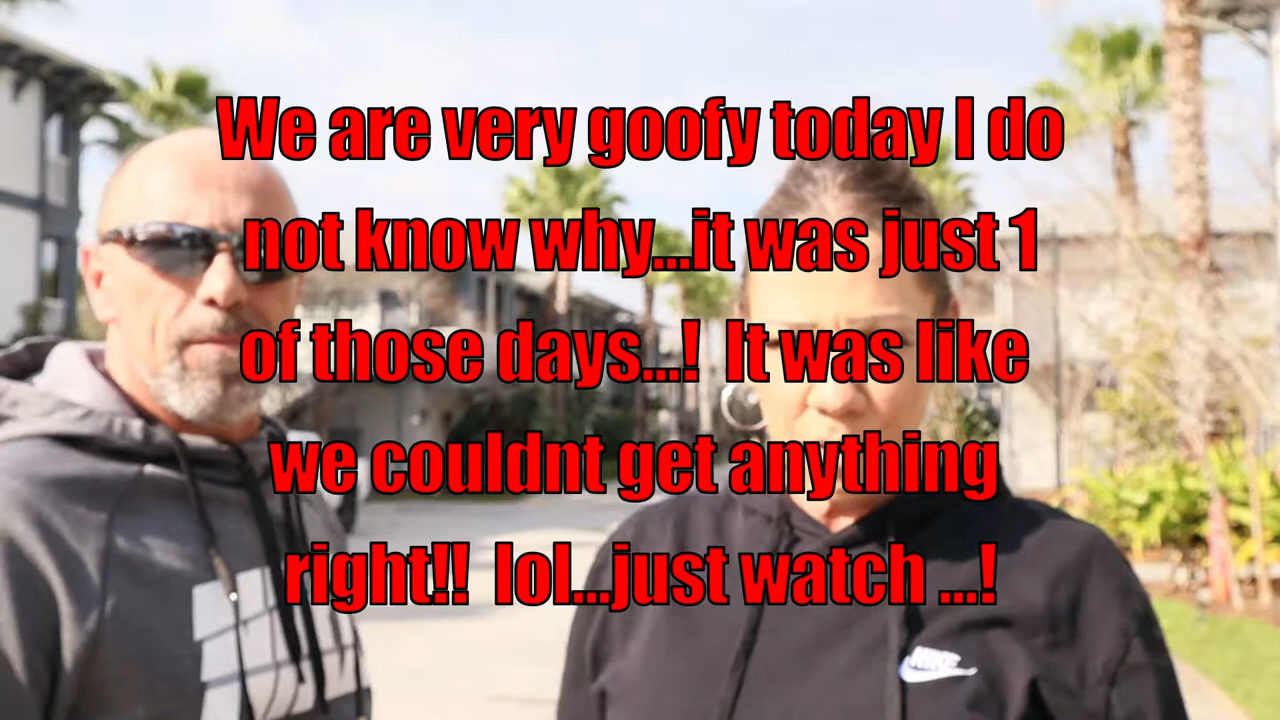 We are very goofy today I do
not know why...it was just 1
of those days...!  It was like
we couldnt get anything
right!!  lol...just watch ...!
NIKE